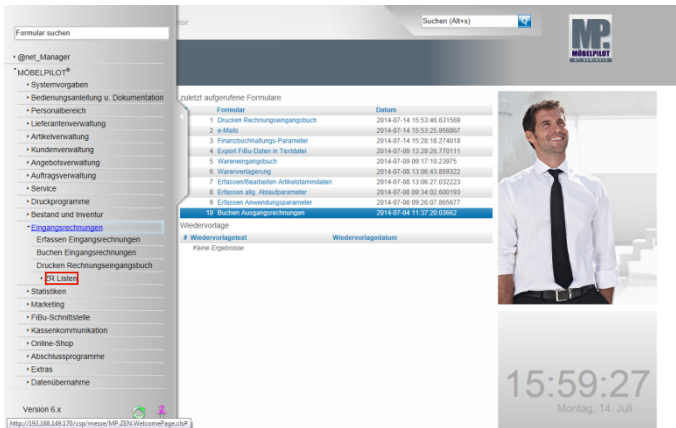 tor
Suchen (Alt+s)
MP.
MÖBELPILOT
Formular suchen
@net_Manager
MÖBELPILOT®
Systemvorgaben
Bedienungsanleitung u. Dokumentation
Personalbereich
Lieferantenverwaltung
Artikelverwaltung
Kundenverwaltung
Angebotsverwaltung
Auftragsverwaltung
Service
Druckprogramme
Bestand und Inventur
Eingangsrechnungen
Erfassen Eingangsrechnungen
Buchen Eingangsrechnungen
Drucken Rechnungseingangsbuch
ZR Listen
Statistiken
Marketing
FiBu-Schnittstelle
Kassenkommunikation
Online-Shop
Abschlussprogramme
Extras
Datenübernahme
Version 6.x
http://192.168.149.170/csp/messe/MP.ZEN.WelcomePage.cls#
zuletzt aufgerufene Formulare
Formular Datum
1 Drucken Rechnungseingangsbuch 2014-07-14 15:53:46.631569
2 e-Mails 2014-07-14 15:53:25.956867
3 Finanzbuchhaltungs-Parameter 2014-07-14 15:28:18.274018
4 Export FiBu-Daten in Textdatei 2014-07-09 13:29:26.770111
5 Wareneingangsbuch 2014-07-09 09:17:10.23975
6 Warenverlagerung 2014-07-08 13:06:43.859322
7 Erfassen/Bearbeiten Artikelstammdaten 2014-07-08 13:06:27.032223
8 Erfassen allg. Ablaufparameter 2014-07-08 09:34:02.600193
9 Erfassen Anwendungsparameter 2014-07-08 09:26:07.865677
10 Buchen Ausgangsrechnungen 2014-07-04 11:37:20.03662
Wiedervorlage
# Wiedervorlagetext Wiedervorlagedatum
Keine Ergebnisse
15:59:27
Montag, 14. Juli